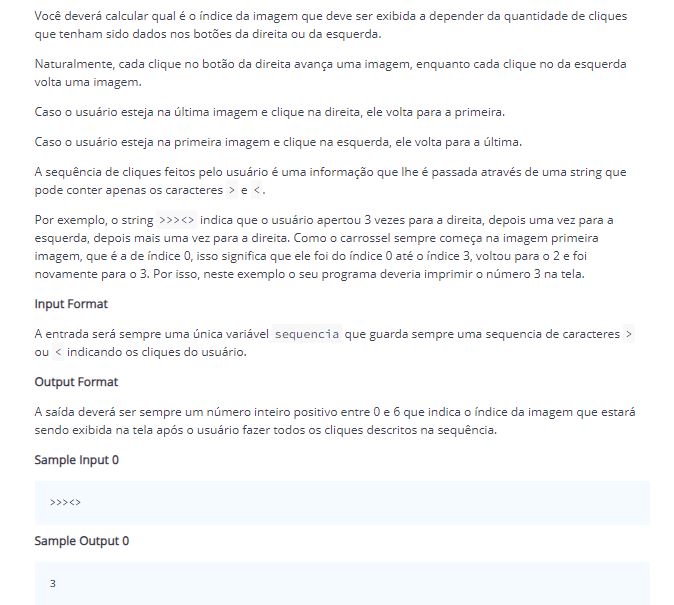 Você deverá calcular qual é o índice da imagem que deve ser exibida a depender da quantidade de cliques
que tenham sido dados nos botões da direita ou da esquerda.
Naturalmente, cada clique no botão da direita avança uma imagem, enquanto cada clique no da esquerda
volta uma imagem.
Caso o usuário esteja na última imagem e clique na direita, ele volta para a primeira.
Caso o usuário esteja na primeira imagem e clique na esquerda, ele volta para a última.
A sequência de cliques feitos pelo usuário é uma informação que lhe é passada através de uma string que
pode conter apenas os caracteres > e <.
Por exemplo, o string >>><> indica que o usuário apertou 3 vezes para a direita, depois uma vez para a
esquerda, depois mais uma vez para a direita. Como o carrossel sempre começa na imagem primeira
imagem, que é a de índice 0, isso significa que ele foi do índice 0 até o índice 3, voltou para o 2 e foi
novamente para o 3. Por isso, neste exemplo o seu programa deveria imprimir o número 3 na tela.
Input Format
A entrada será sempre uma única variável sequencia que guarda sempre uma sequencia de caracteres >
ou < indicando os cliques do usuário.
Output Format
A saída deverá ser sempre um número inteiro positivo entre 0 e 6 que indica o índice da imagem que estará
sendo exibida na tela após o usuário fazer todos os cliques descritos na sequência.
Sample Input 0
>>><>
Sample Output 0
3